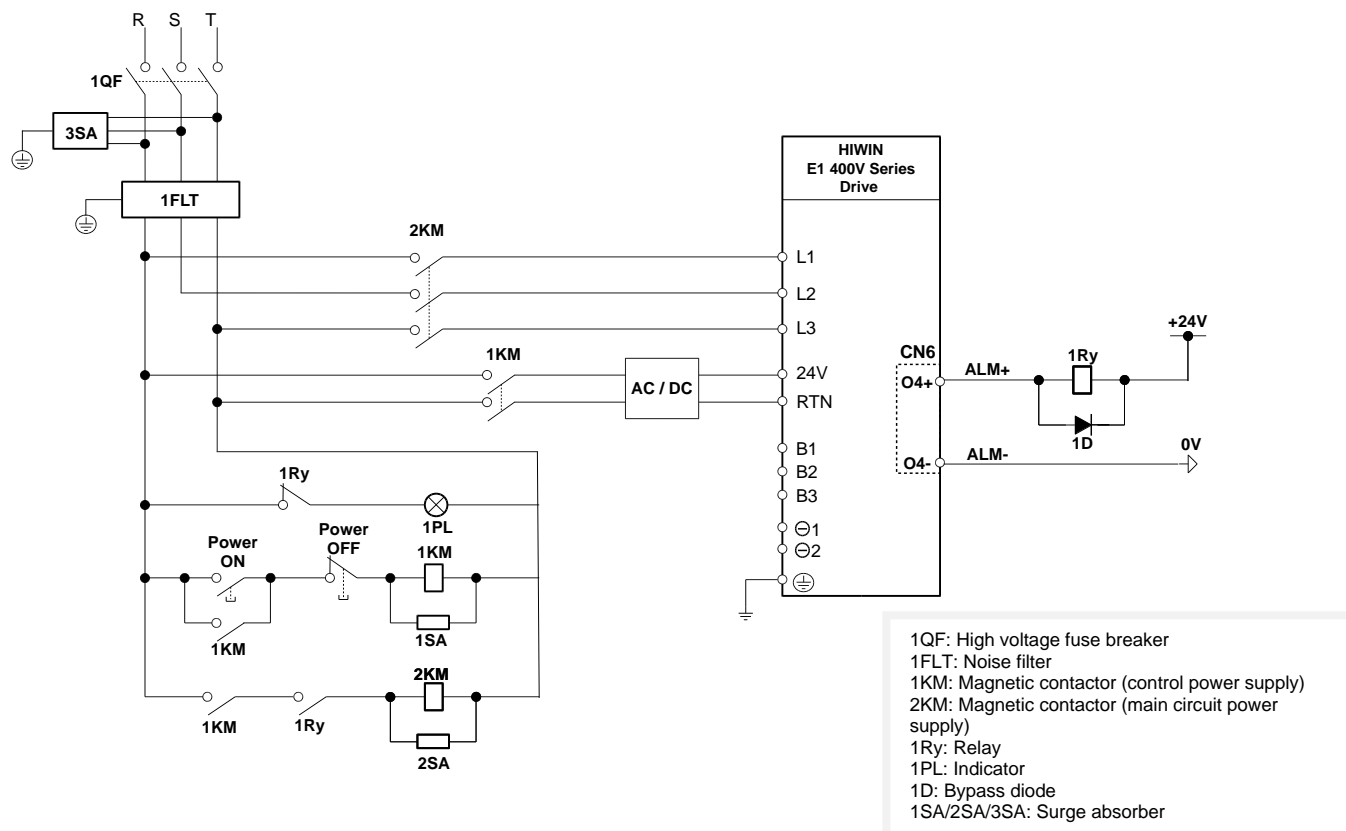 R S T
1QF
3SA
1FLT
HIWIN
E1 400V Series
Drive
2KM
L1
L2
L3
1KM
AC / DC
24V
RTN
CN6
O4+
ALM+
1Ry
+24V
1D
O4-
ALM-
0V
B1
B2
B3
⊖1
⊖2
1Ry
1PL
Power
ON
Power
OFF
1KM
1SA
1KM
2KM
1KM
1Ry
2SA
1QF: High voltage fuse breaker
1FLT: Noise filter
1KM: Magnetic contactor (control power supply)
2KM: Magnetic contactor (main circuit power
supply)
1Ry: Relay
1PL: Indicator
1D: Bypass diode
1SA/2SA/3SA: Surge absorber